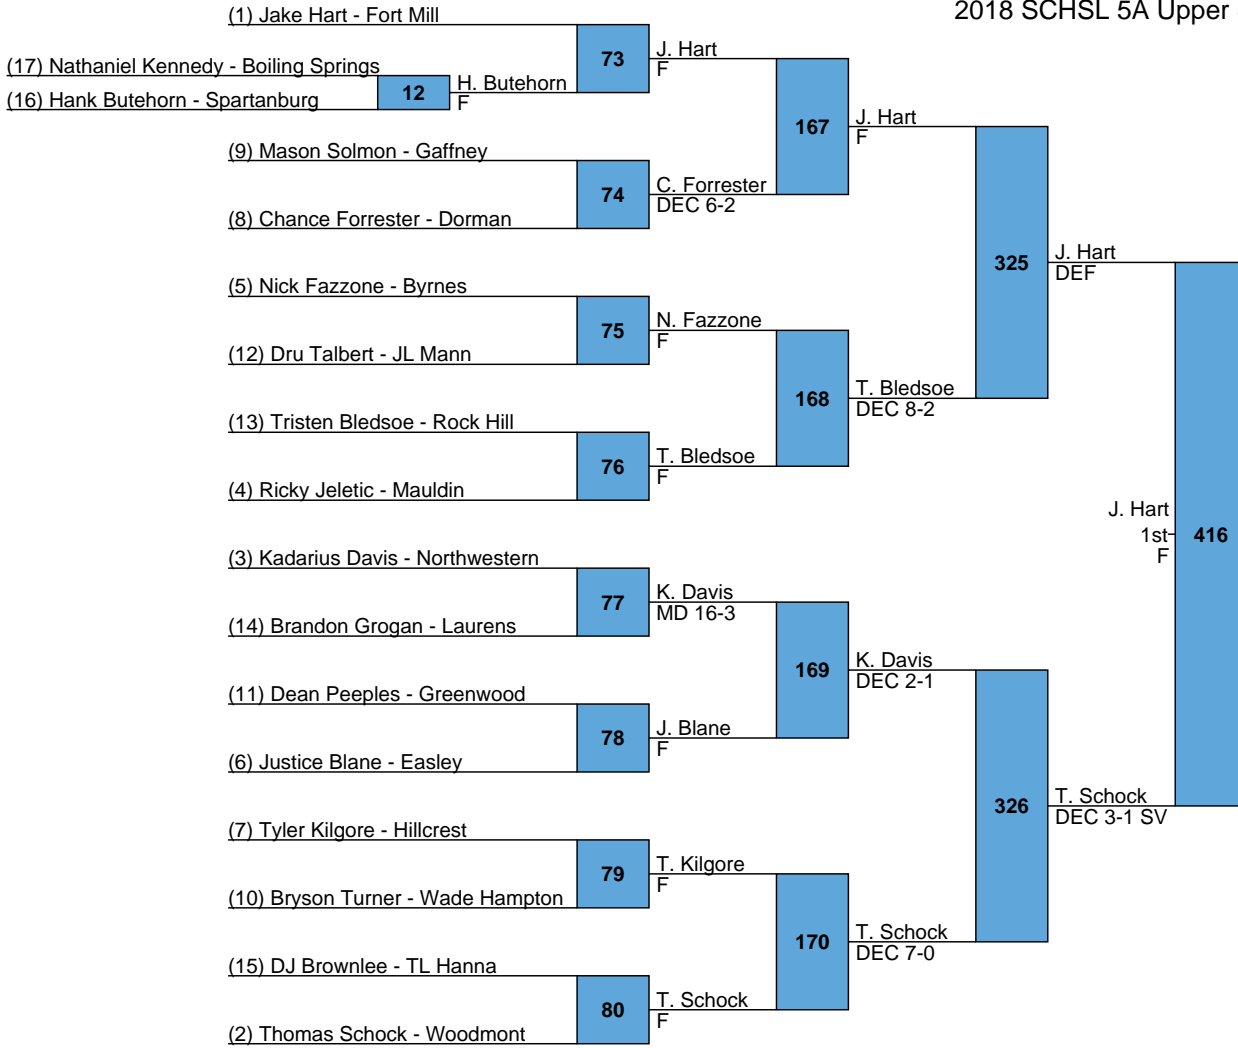 2018 SCHSL 5A Upper
(1) Jake Hart - Fort Mill
(17) Nathaniel Kennedy - Boiling Springs
(16) Hank Butehorn - Spartanburg
12
H. Butehorn
F
73
J. Hart
F
(9) Mason Solmon - Gaffney
(8) Chance Forrester - Dorman
74
C. Forrester
DEC 6-2
167
J. Hart
F
(5) Nick Fazzone - Byrnes
(12) Dru Talbert - JL Mann
75
N. Fazzone
F
(13) Tristen Bledsoe - Rock Hill
(4) Ricky Jeletic - Mauldin
76
T. Bledsoe
F
168
T. Bledsoe
DEC 8-2
325
J. Hart
DEF
(3) Kadarius Davis - Northwestern
(14) Brandon Grogan - Laurens
77
K. Davis
MD 16-3
(11) Dean Peeples - Greenwood
(6) Justice Blane - Easley
78
J. Blane
F
169
K. Davis
DEC 2-1
(7) Tyler Kilgore - Hillcrest
(10) Bryson Turner - Wade Hampton
79
T. Kilgore
F
(15) DJ Brownlee - TL Hanna
(2) Thomas Schock - Woodmont
80
T. Schock
F
170
T. Schock
DEC 7-0
326
T. Schock
DEC 3-1 SV
J. Hart
1st
F
416